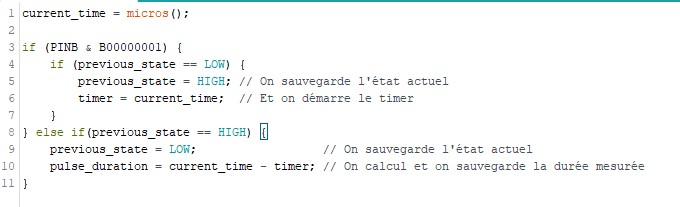 1 current_time = micros();
2
3 if (PINB & B00000001) {
4 if (previous_state == LOW) {
5 previous_state = HIGH; // On sauvegarde l'état actuel
6 timer = current_time; // Et on démarre le timer
7 }
8 } else if(previous_state == HIGH) {
9 previous_state = LOW; // On sauvegarde l'état actuel
10 pulse_duration = current_time - timer; // On calcul et on sauvegarde la durée mesurée
11 }